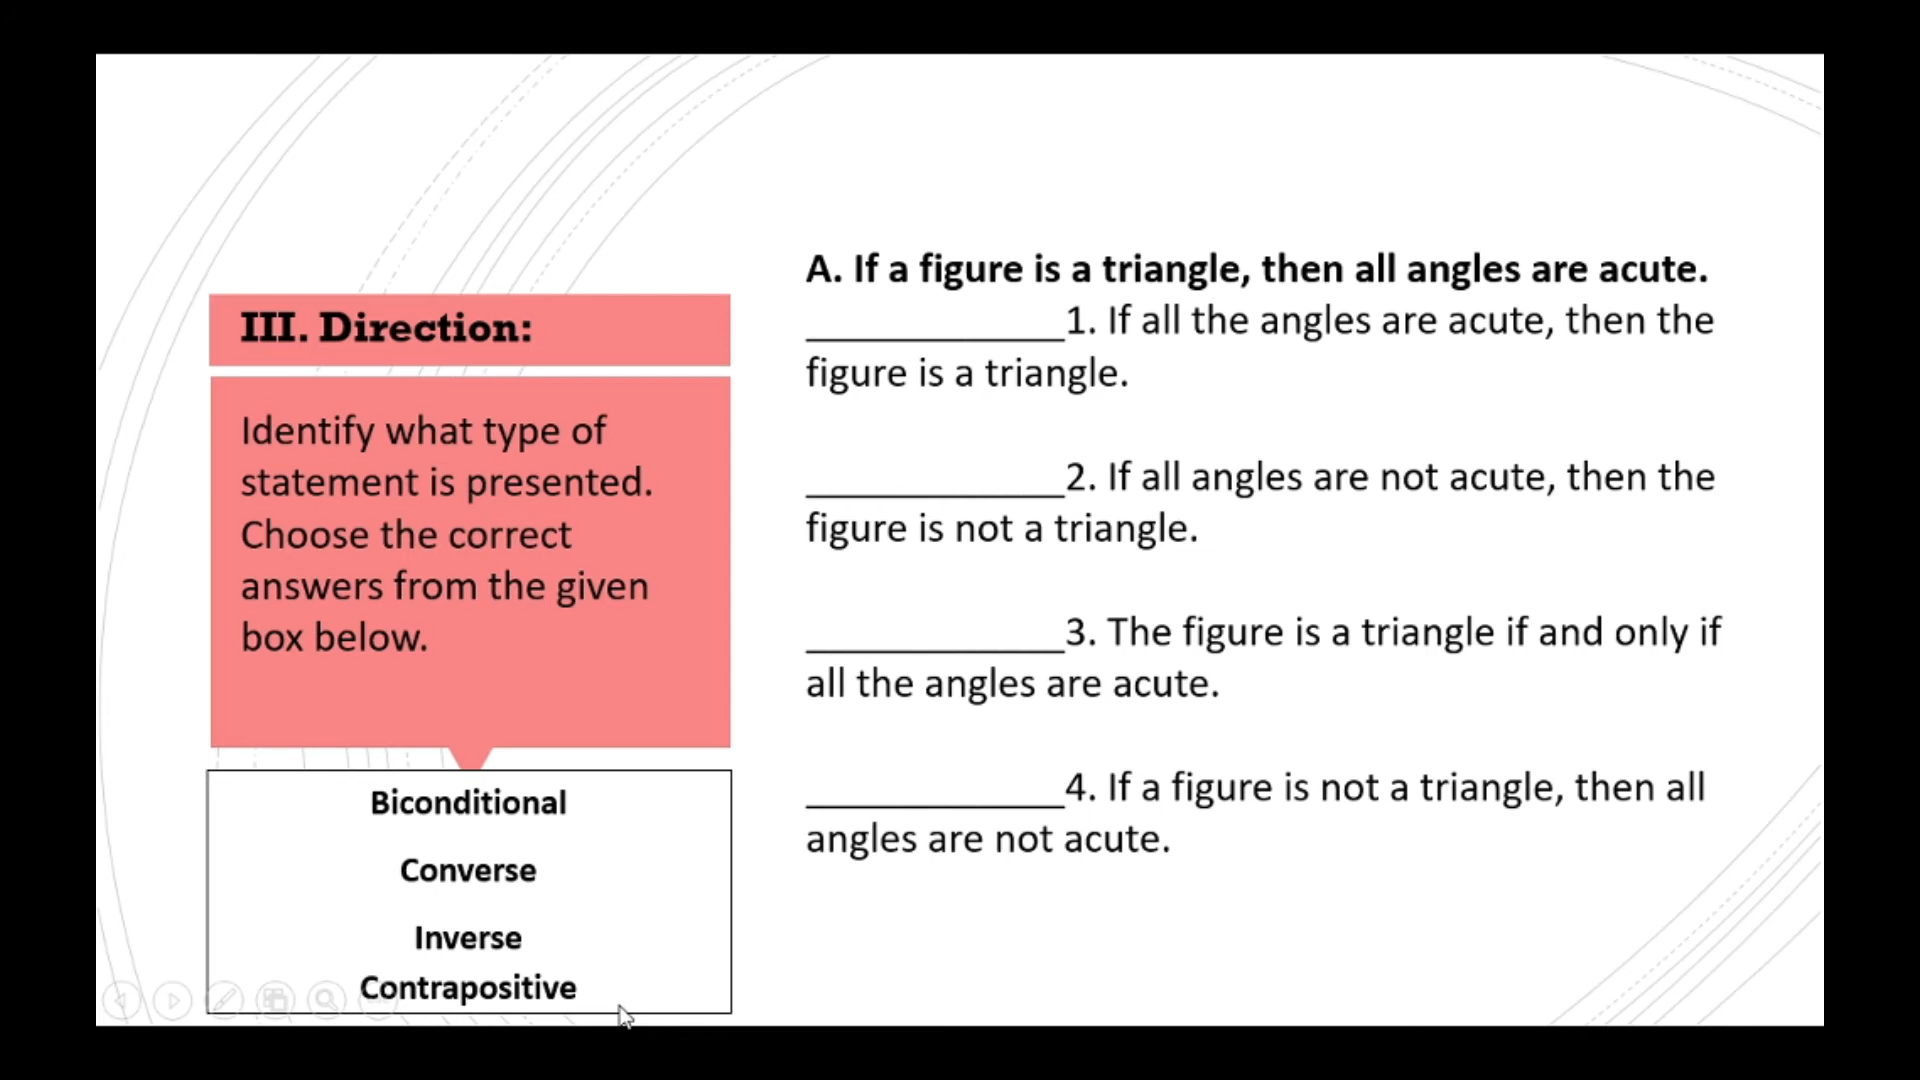 III. Direction:
Identify what type of
statement is presented.
Choose the correct
answers from the given
box below.
Biconditional
Converse
Inverse
Contrapositive
A. If a figure is a triangle, then all angles are acute.
_____________1. If all the angles are acute, then the
figure is a triangle.
_____________2. If all angles are not acute, then the
figure is not a triangle.
_____________3. The figure is a triangle if and only if
all the angles are acute.
_____________4. If a figure is not a triangle, then all
angles are not acute.